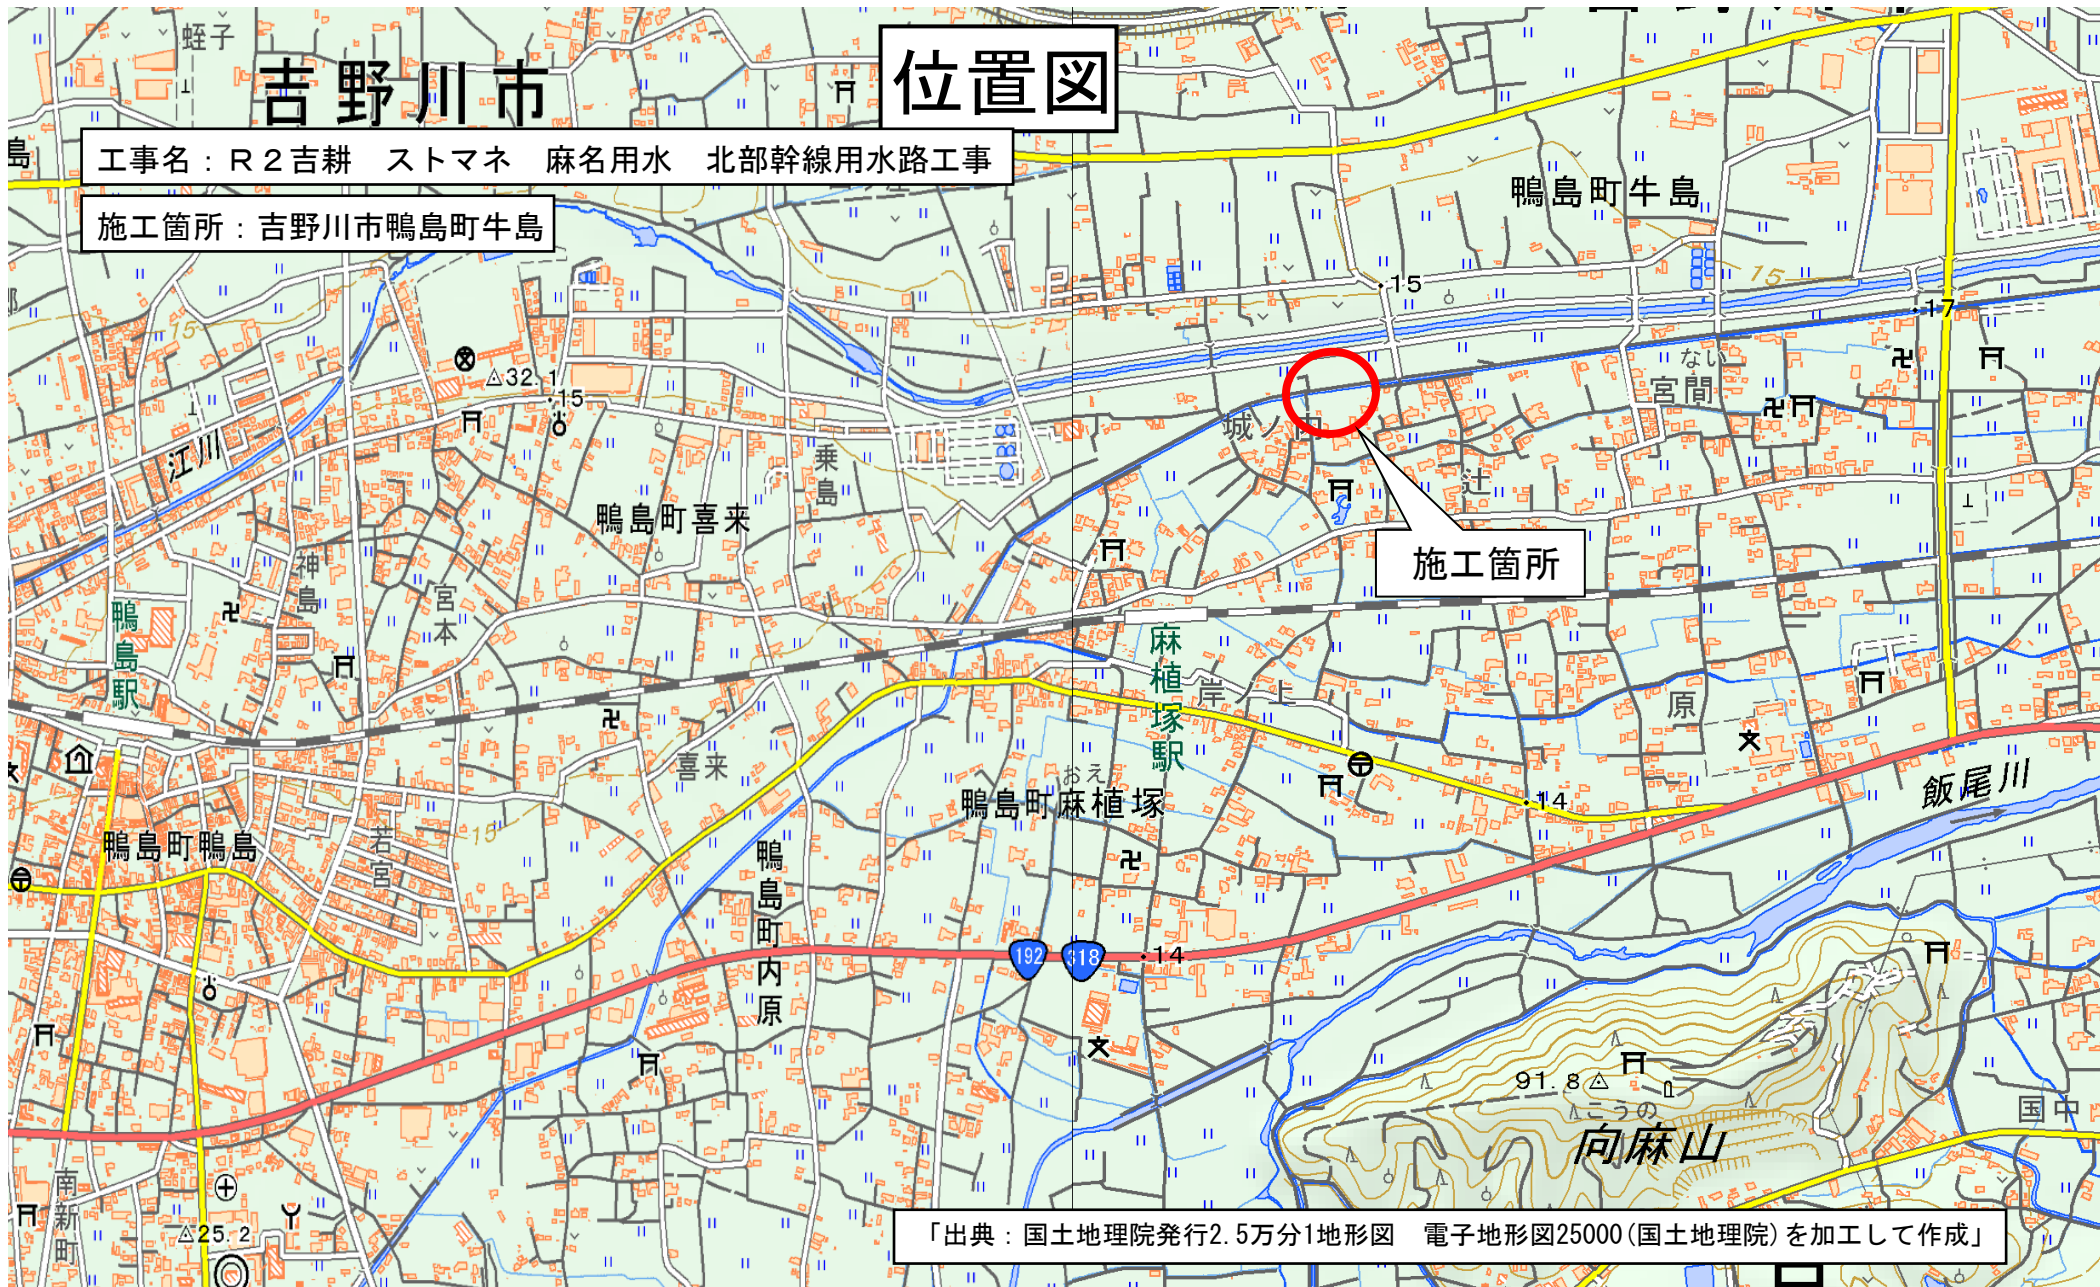 位置図
吉野川市
工事名：Ｒ２吉耕　ストマネ　麻名用水　北部幹線用水路工事
施工箇所：吉野川市鴨島町牛島
蛭子
島
鴨島町牛島
15
15
15
17
△32.1
15
ない
宮間
城ノ内
辻
江川
乗島
鴨島町喜来
施工箇所
神島
宮本
鴨島駅
麻植塚駅
岸ノ上
原
喜来
おえ
鴨島町麻植塚
14
飯尾川
15
鴨島町鴨島
若宮
鴨島町内原
192
318
14
91.8
こうの
向麻山
国中
南新町
△25.2
「出典：国土地理院発行2.5万分1地形図　電子地形図25000(国土地理院)を加工して作成」